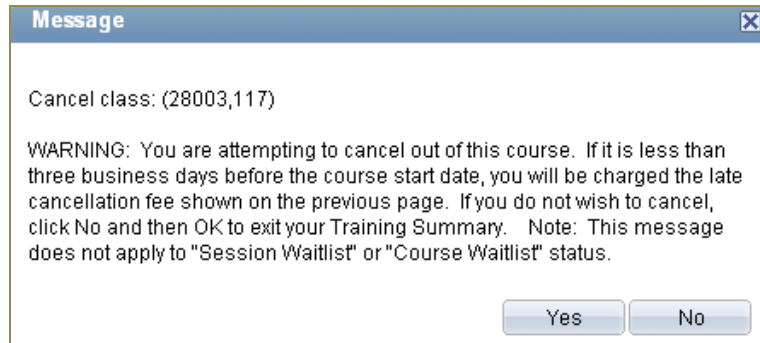 Message
Cancel class: (28003,117)
WARNING:  You are attempting to cancel out of this course.  If it is less than
three business days before the course start date, you will be charged the late
cancellation fee shown on the previous page.  If you do not wish to cancel,
click No and then OK to exit your Training Summary.    Note:  This message
does not apply to "Session Waitlist" or "Course Waitlist" status.
Yes No